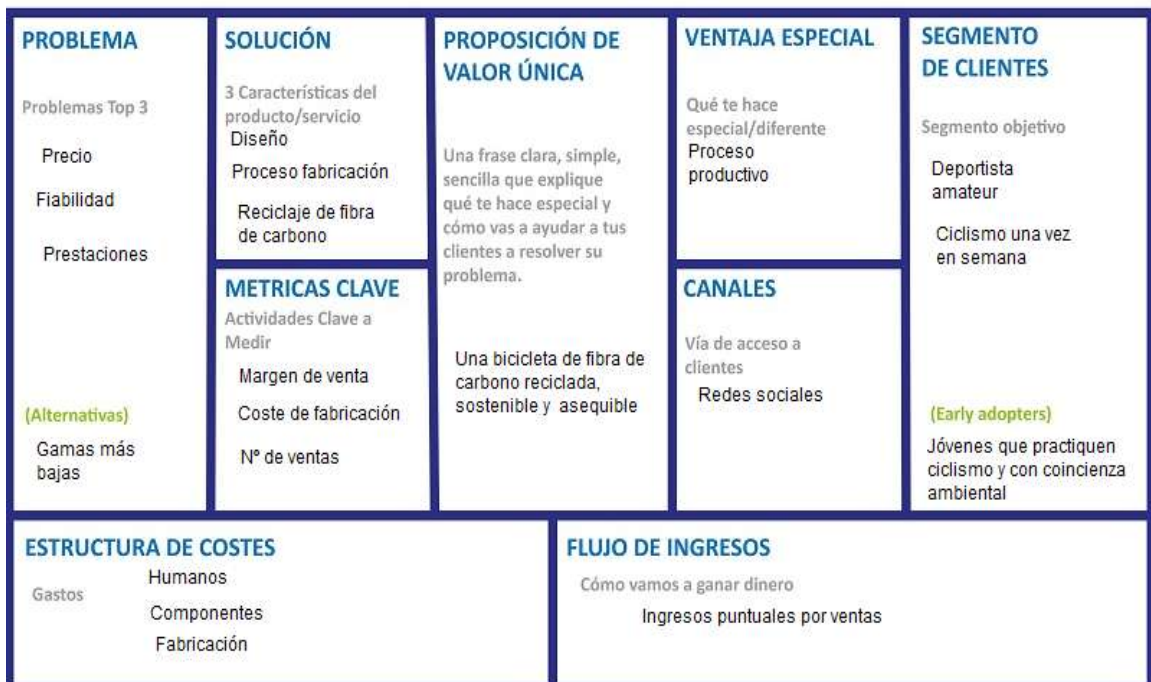 PROBLEMA
Problemas Top 3
Precio
Fiabilidad
Prestaciones
(Alternativas)
Gamas más
bajas
SOLUCIÓN
3 Características del
producto/servicio
Diseño
Proceso fabricación
Reciclaje de fibra
de carbono
METRICAS CLAVE
Actividades Clave a
Medir
Margen de venta
Coste de fabricación
Nº de ventas
PROPOSICIÓN DE
VALOR ÚNICA
Una frase clara, simple,
sencilla que explique
qué te hace especial y
cómo vas a ayudar a tus
clientes a resolver su
problema.
Una bicicleta de fibra de
carbono reciclada,
sostenible y asequible
VENTAJA ESPECIAL
Qué te hace
especial/diferente
Proceso
productivo
CANALES
Vía de acceso a
clientes
Redes sociales
SEGMENTO
DE CLIENTES
Segmento objetivo
Deportista
amateur
Ciclismo una vez
en semana
(Early adopters)
Jóvenes que practiquen
ciclismo y con coincienza
ambiental
ESTRUCTURA DE COSTES
Gastos
Humanos
Componentes
Fabricación
FLUJO DE INGRESOS
Cómo vamos a ganar dinero
Ingresos puntuales por ventas